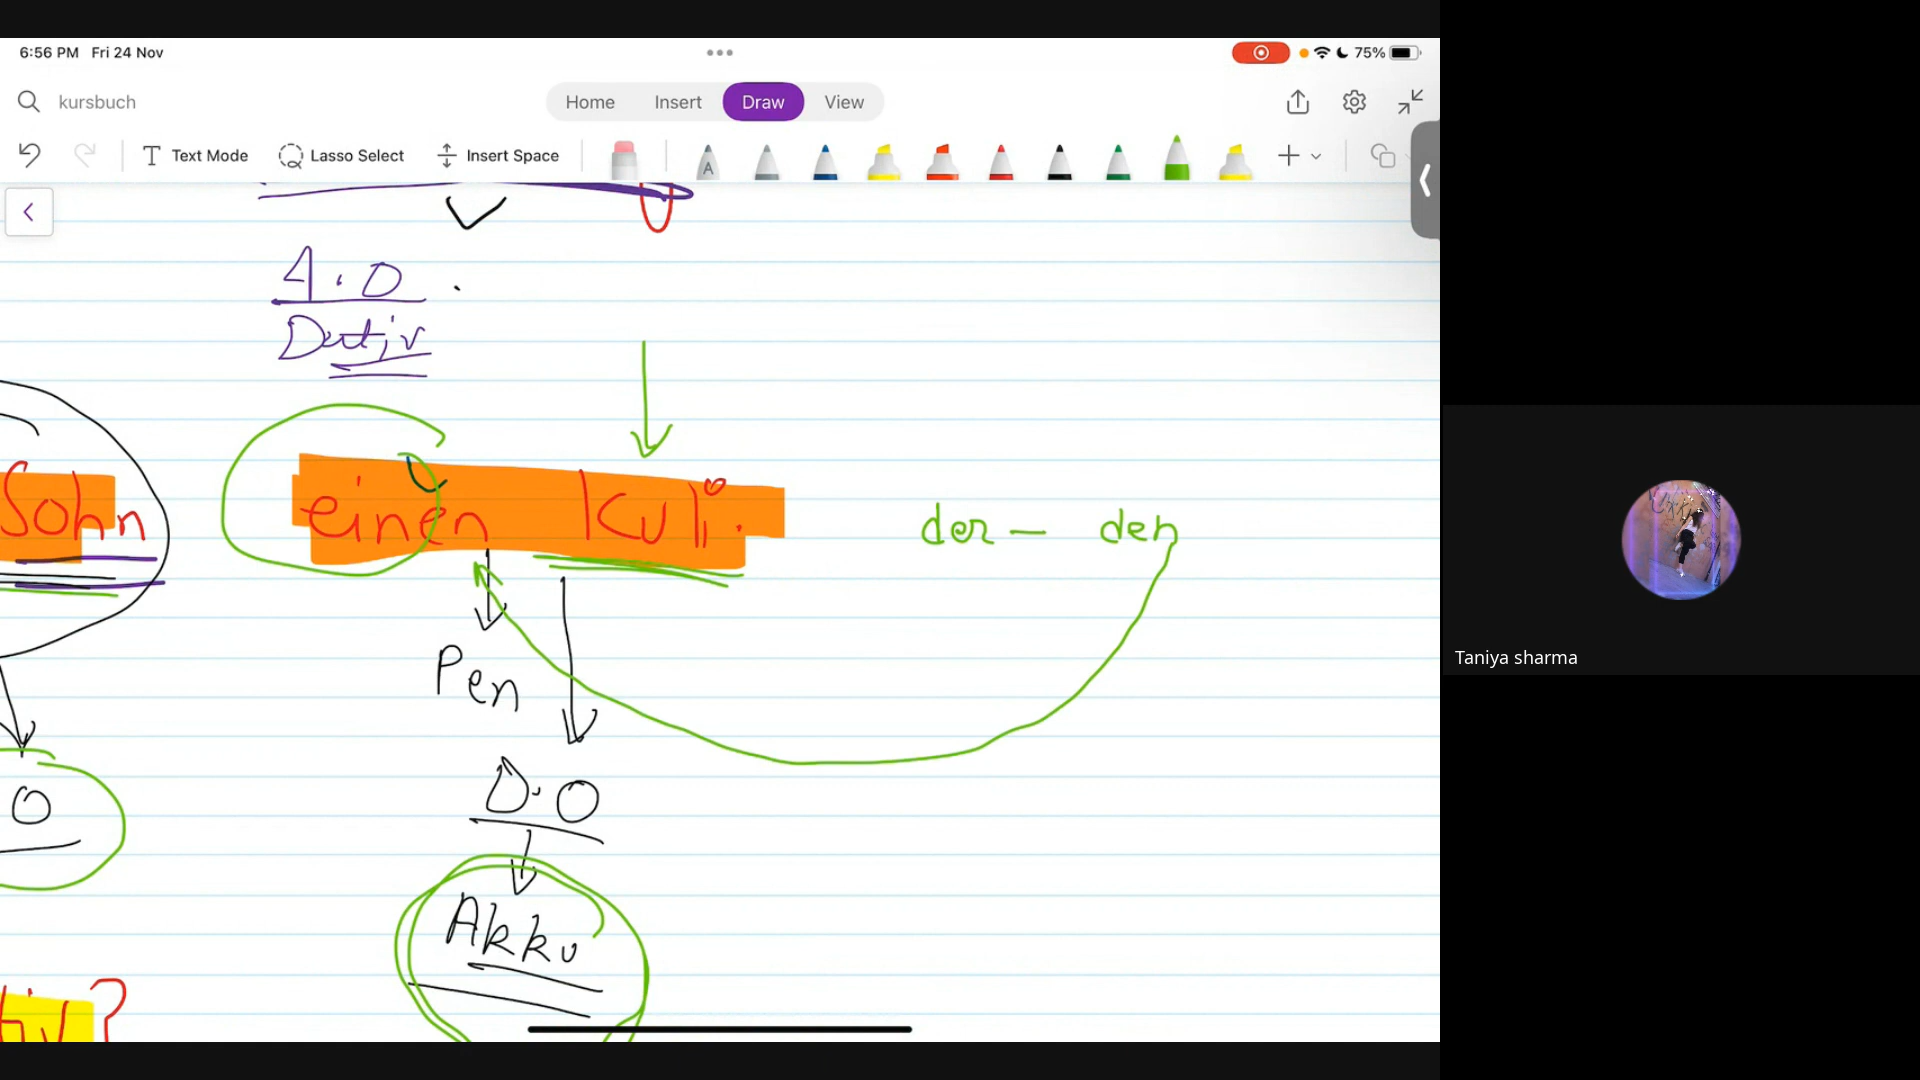 6:56 PM Fri 24 Nov
75%
kursbuch
Home Insert Draw View
T Text Mode Lasso Select Insert Space
A
Dativ
Sohn einen Kuli. der — den
Pen
Taniya sharma
O D.O
Akku
?